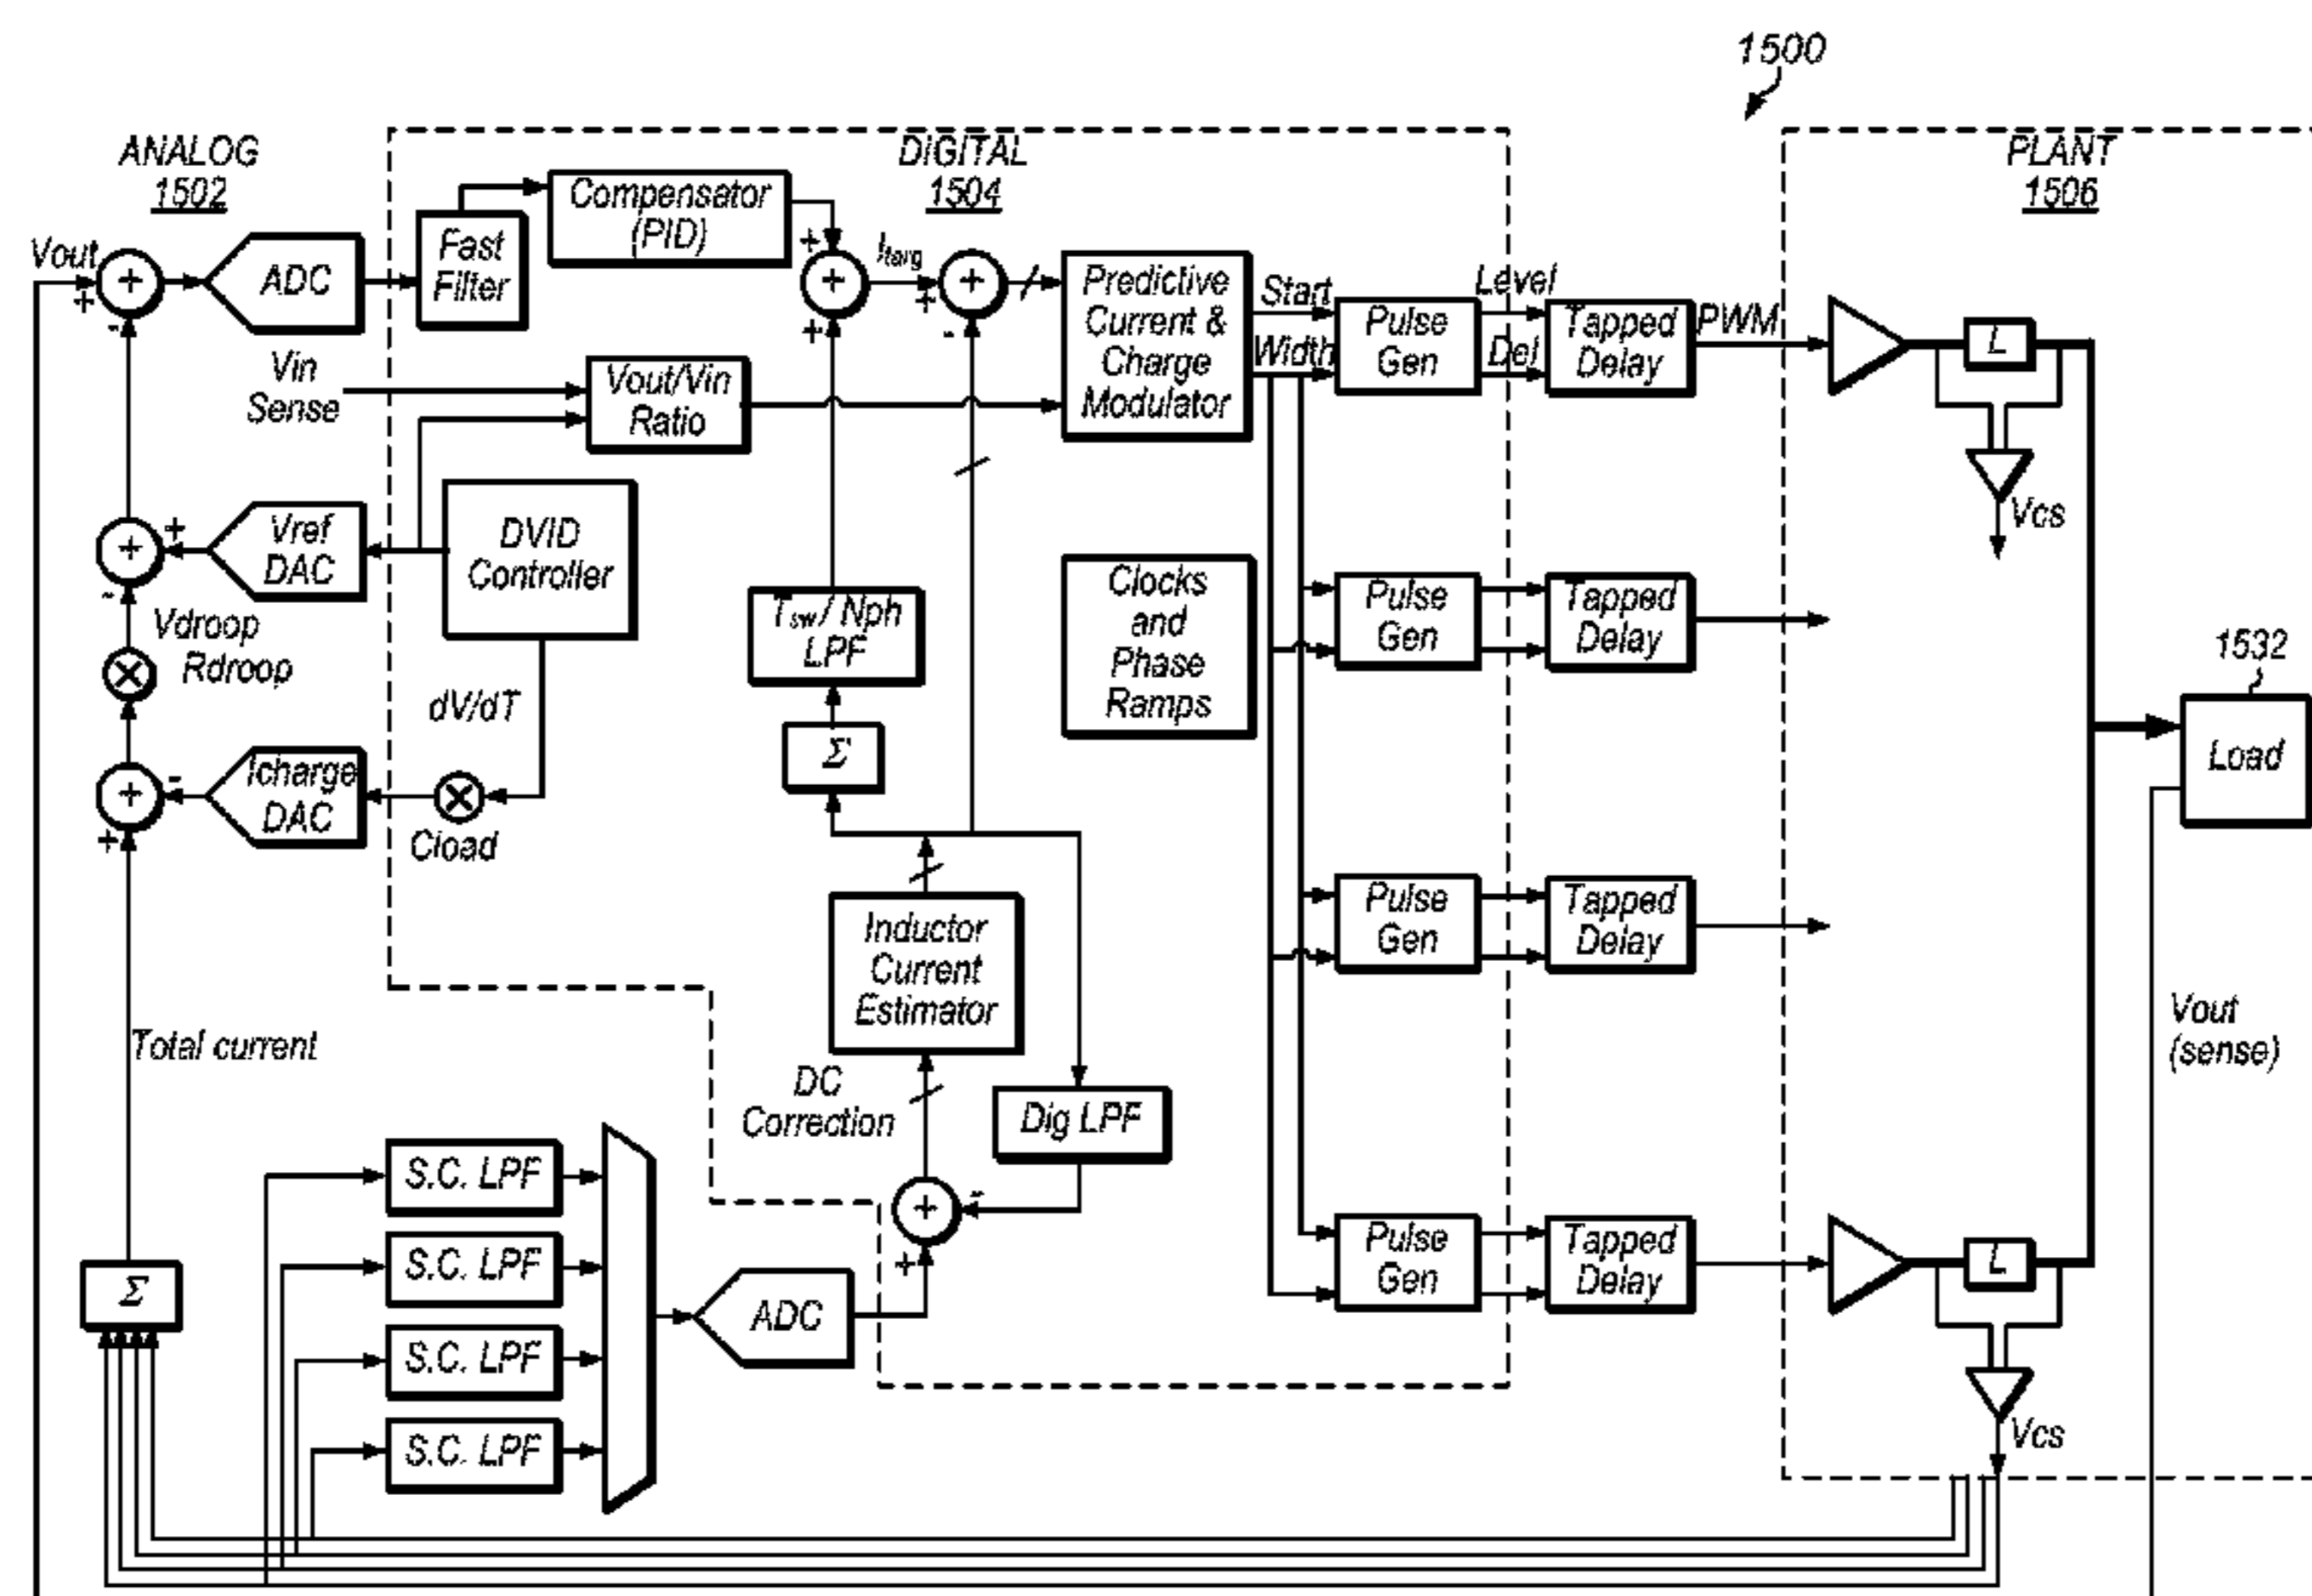 1500
ANALOG
1502
DIGITAL
1504
PLANT
1506
Compensator
(PID)
Vout
+
+
-
ADC
Fast
Filter
+
+
+
Itarg
+
+
-
Predictive
Current &
Charge
Modulator
Start
Width
Pulse
Gen
Level
Del
Tapped
Delay
PWM
L
Vcs
Vin
Sense
Vout/Vin
Ratio
+
+
-
Vref
DAC
DVID
Controller
Vdroop
Rdroop
dV/dT
Tsw / Nph
LPF
Σ
Clocks
and
Phase
Ramps
Pulse
Gen
Tapped
Delay
1532
Load
+
-
+
Icharge
DAC
Cload
Inductor
Current
Estimator
Pulse
Gen
Tapped
Delay
Vout
(sense)
Total current
DC
Correction
Dig LPF
+
-
+
S.C. LPF
S.C. LPF
S.C. LPF
S.C. LPF
ADC
Σ
Pulse
Gen
Tapped
Delay
L
Vcs